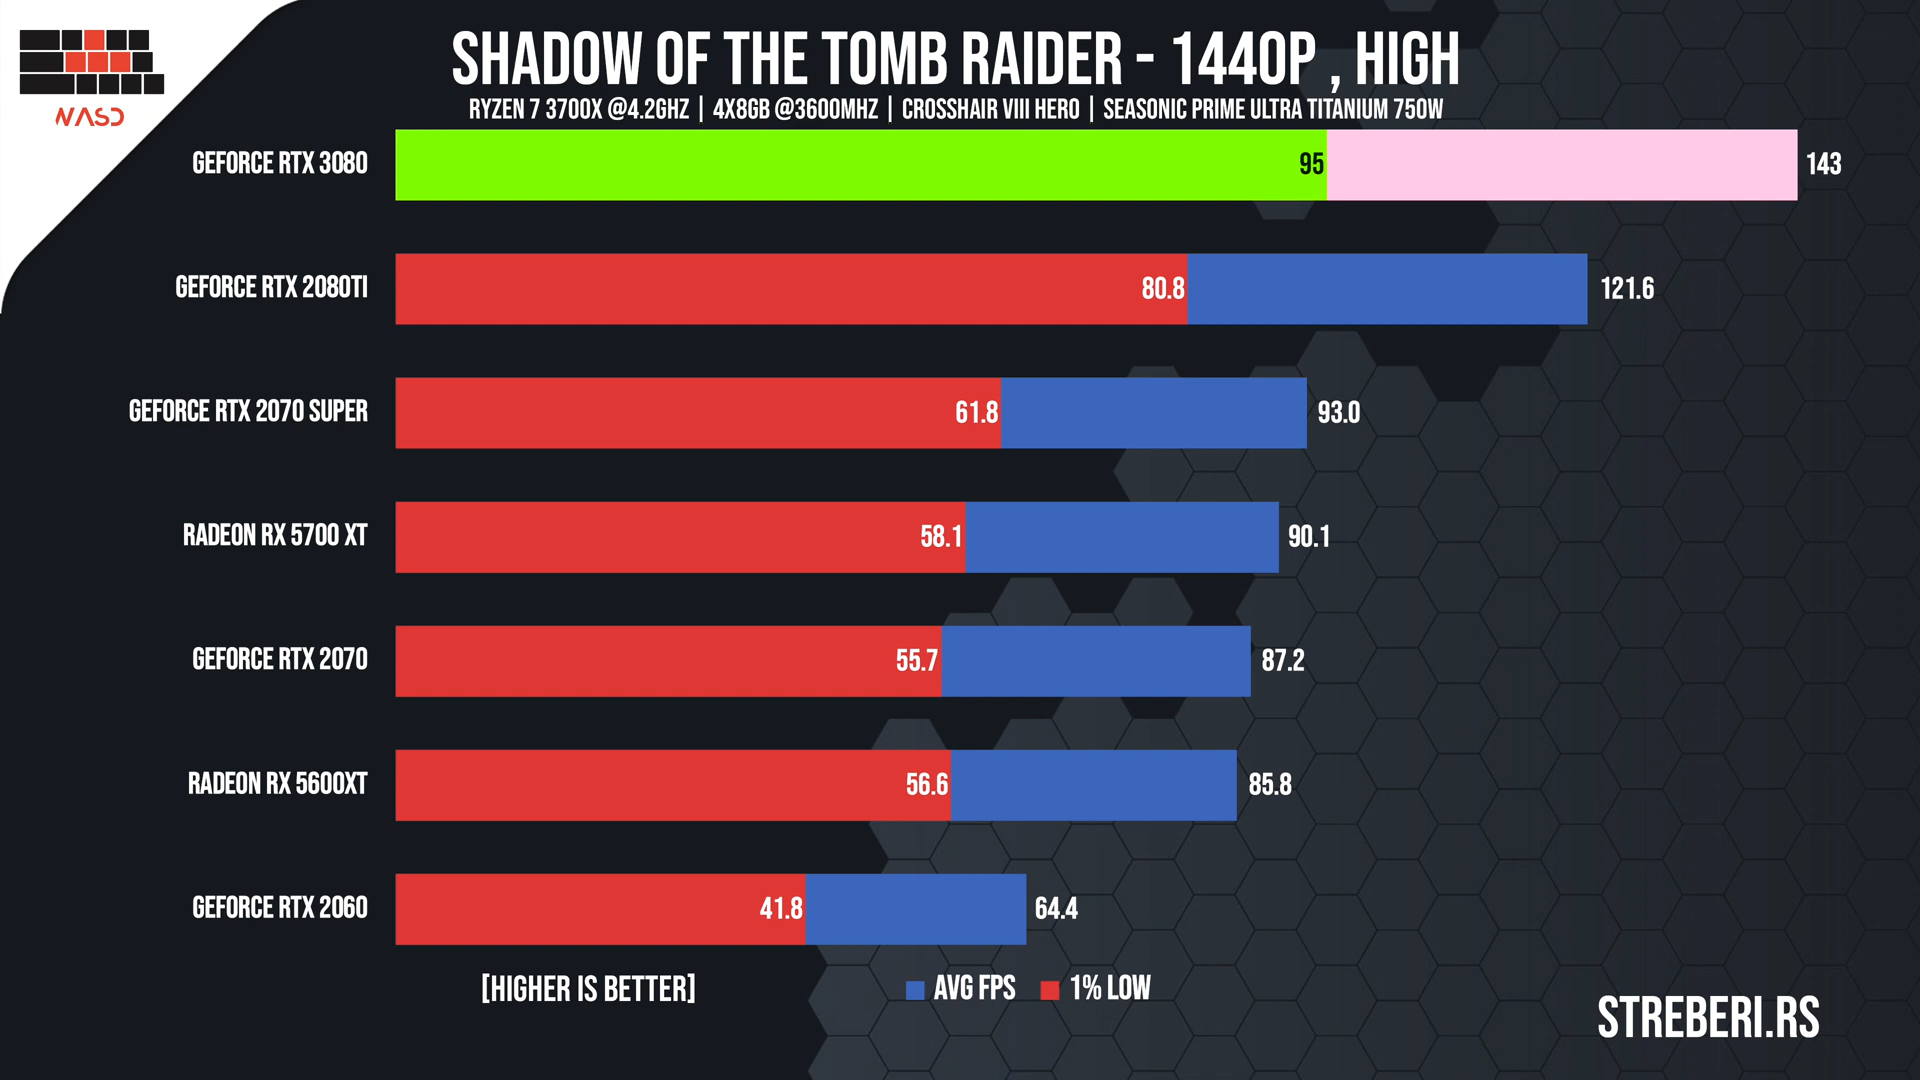 WASD
SHADOW OF THE TOMB RAIDER - 1440P , HIGH
RYZEN 7 3700X @4.2GHZ | 4X8GB @3600MHZ | CROSSHAIR VIII HERO | SEASONIC PRIME ULTRA TITANIUM 750W
GEFORCE RTX 3080 95 143
GEFORCE RTX 2080TI 80.8 121.6
GEFORCE RTX 2070 SUPER 61.8 93.0
RADEON RX 5700 XT 58.1 90.1
GEFORCE RTX 2070 55.7 87.2
RADEON RX 5600XT 56.6 85.8
GEFORCE RTX 2060 41.8 64.4
[HIGHER IS BETTER] AVG FPS 1% LOW
STREBERI.RS